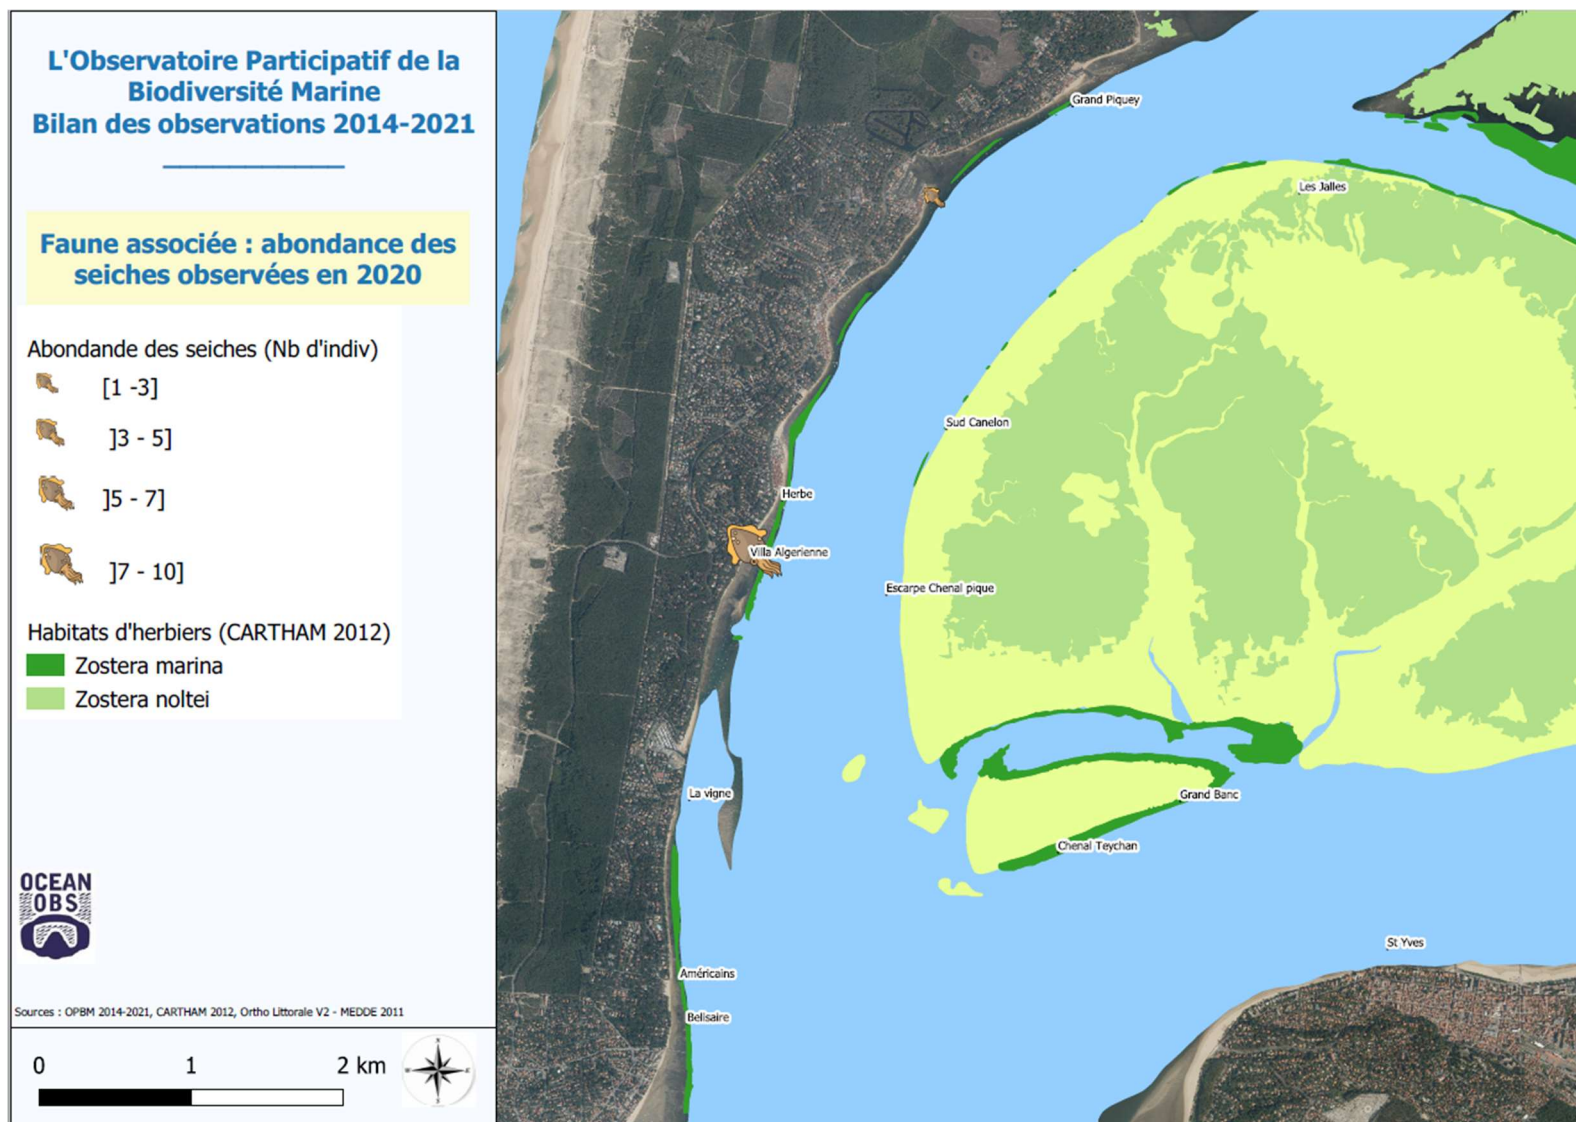 L'Observatoire Participatif de la
Biodiversité Marine
Bilan des observations 2014-2021
Faune associée : abondance des
seiches observées en 2020
Abondande des seiches (Nb d'indiv)
[1 -3]
]3 - 5]
]5 - 7]
]7 - 10]
Habitats d'herbiers (CARTHAM 2012)
Zostera marina
Zostera noltei
OCEAN
OBS
Sources : OPBM 2014-2021, CARTHAM 2012, Ortho Littorale V2 - MEDDE 2011
0 1 2 km
N
W E
S
Grand Piquey
Les Jalles
Sud Canelon
Herbe
Villa Algerienne
Escarpe Chenal pique
La vigne
Grand Banc
Chenal Teychan
St Yves
Américains
Belisaire